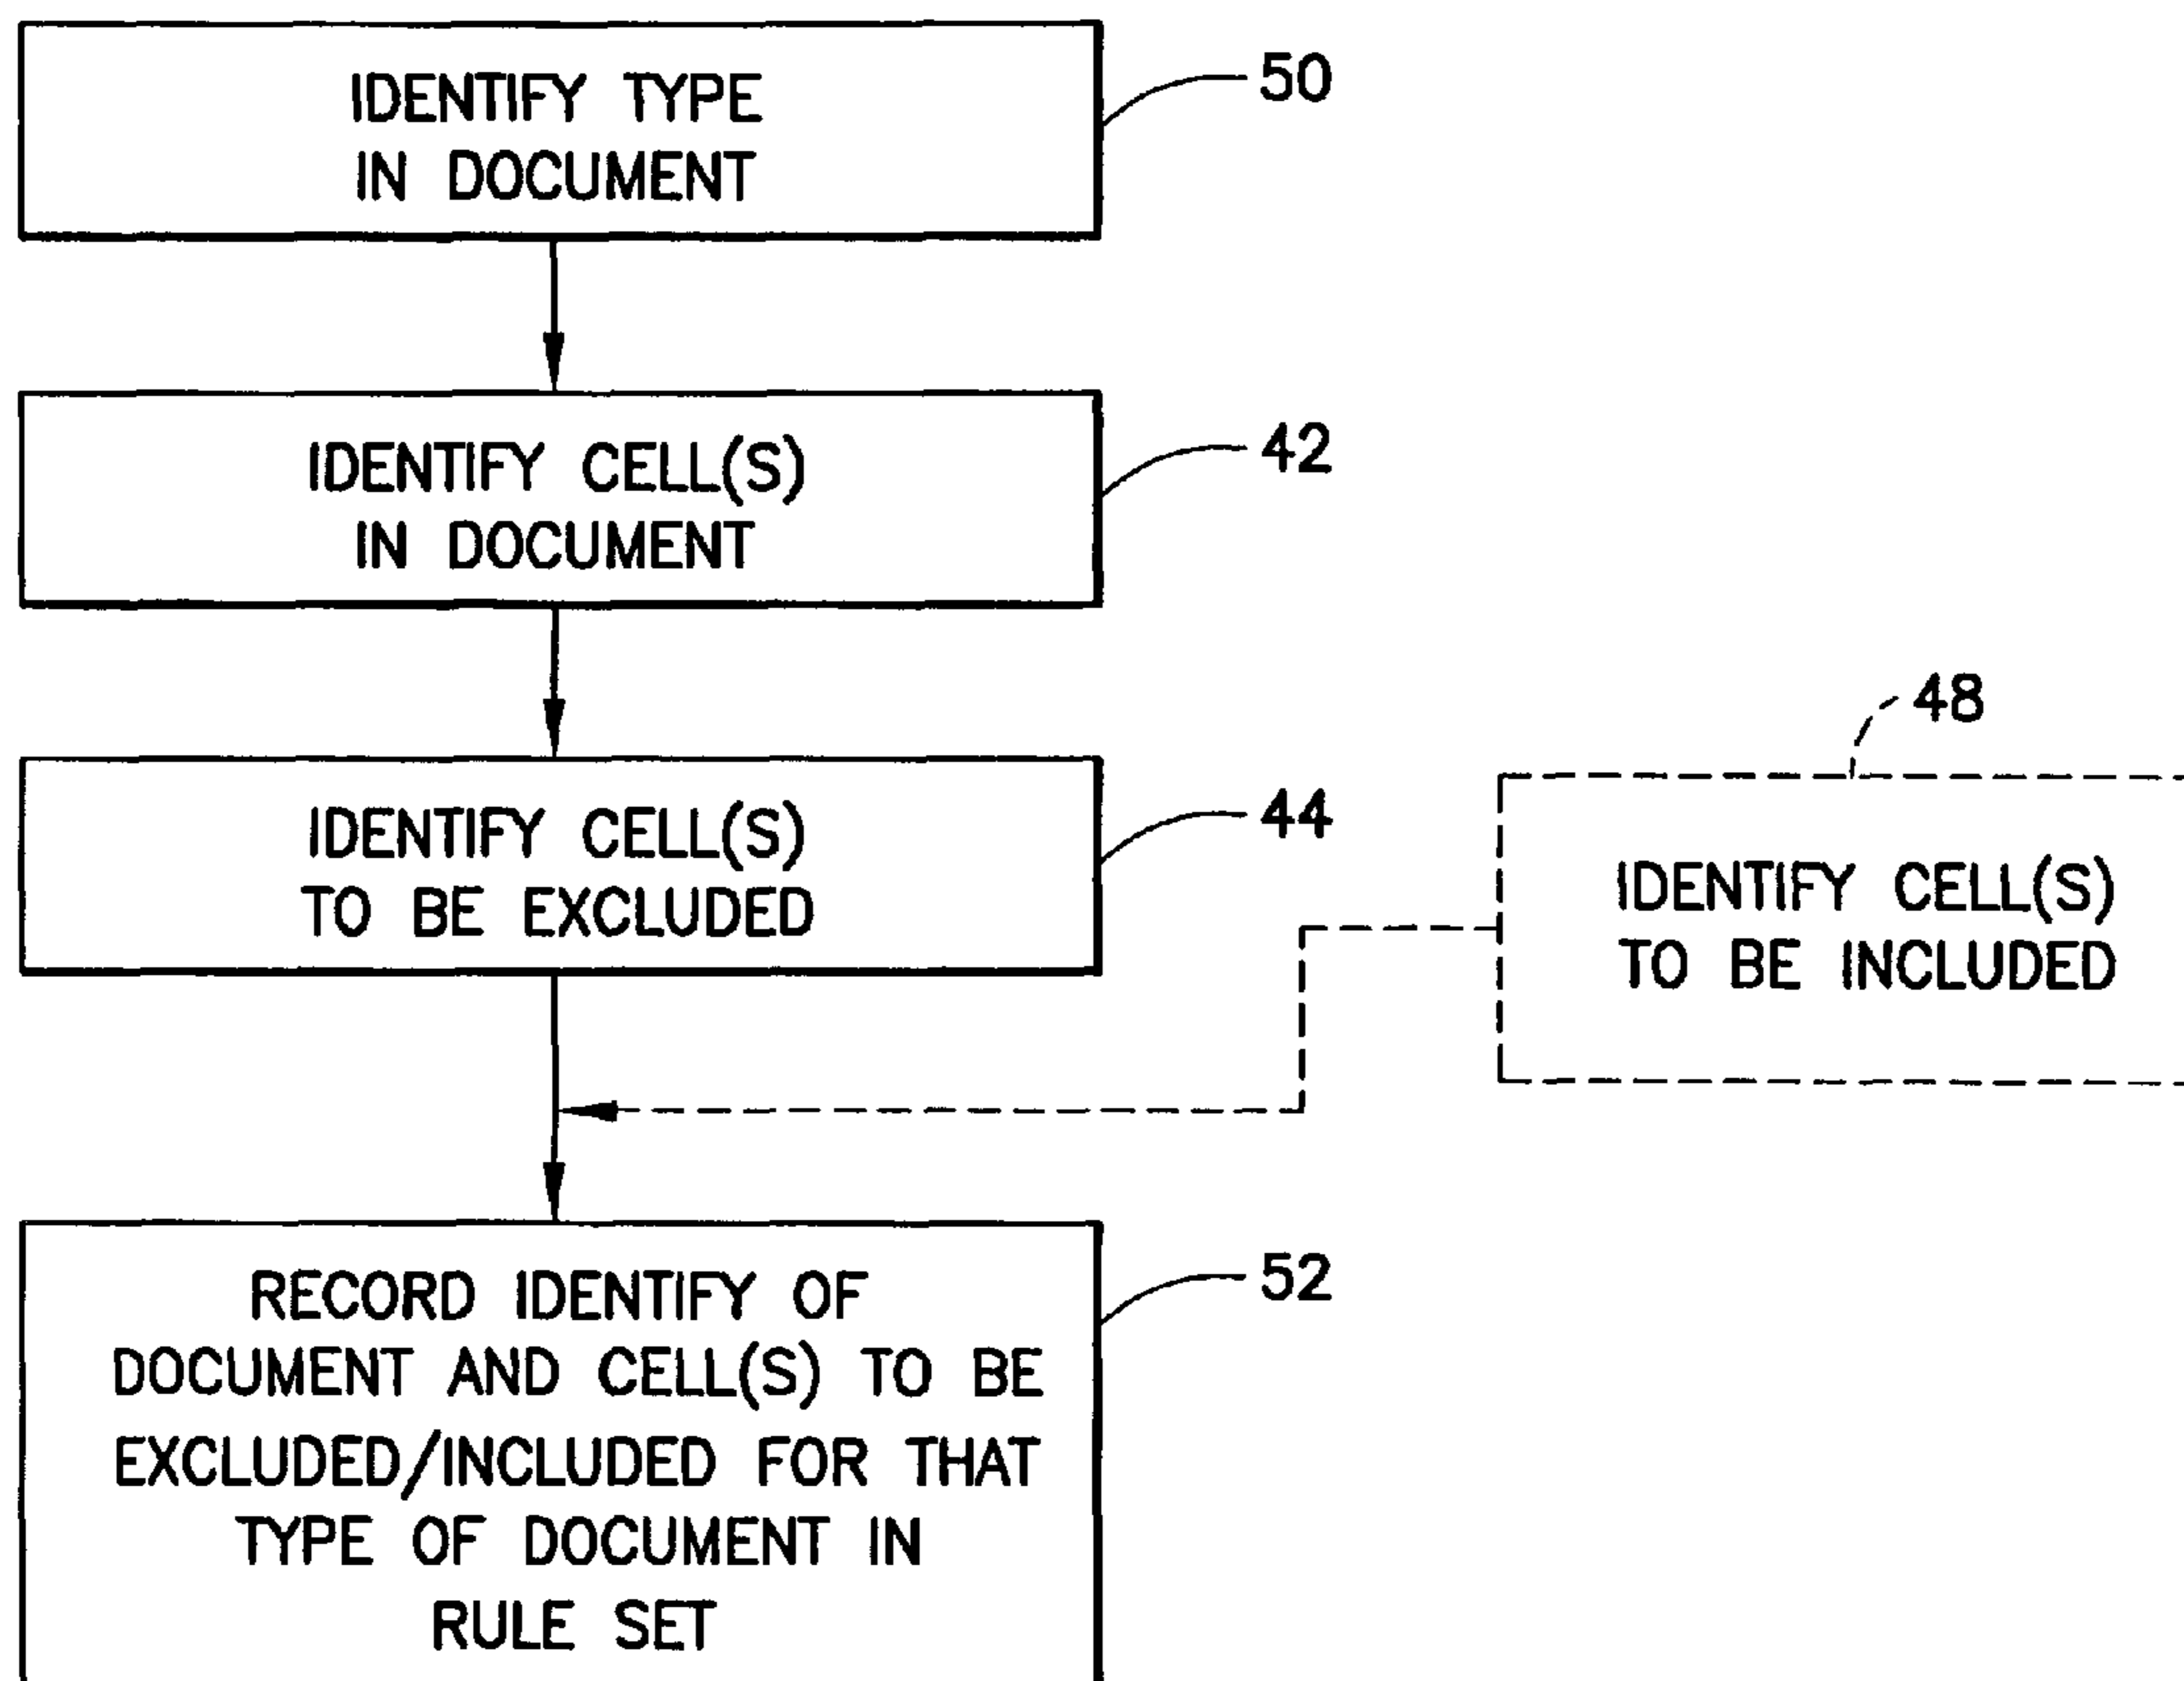 IDENTIFY TYPE
IN DOCUMENT
50
IDENTIFY CELL(S)
IN DOCUMENT
42
IDENTIFY CELL(S)
TO BE EXCLUDED
44
48
IDENTIFY CELL(S)
TO BE INCLUDED
RECORD IDENTIFY OF
DOCUMENT AND CELL(S) TO BE
EXCLUDED/INCLUDED FOR THAT
TYPE OF DOCUMENT IN
RULE SET
52